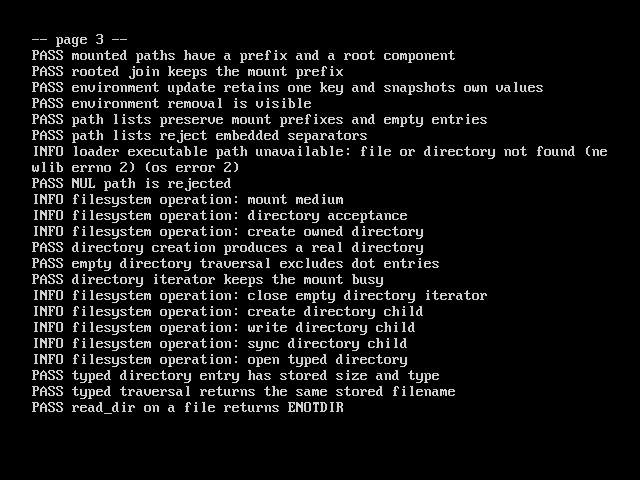 -- page 3 --
PASS mounted paths have a prefix and a root component
PASS rooted join keeps the mount prefix
PASS environment update retains one key and snapshots own values
PASS environment removal is visible
PASS path lists preserve mount prefixes and empty entries
PASS path lists reject embedded separators
INFO loader executable path unavailable: file or directory not found (ne
wlib errno 2) (os error 2)
PASS NUL path is rejected
INFO filesystem operation: mount medium
INFO filesystem operation: directory acceptance
INFO filesystem operation: create owned directory
PASS directory creation produces a real directory
PASS empty directory traversal excludes dot entries
PASS directory iterator keeps the mount busy
INFO filesystem operation: close empty directory iterator
INFO filesystem operation: create directory child
INFO filesystem operation: write directory child
INFO filesystem operation: sync directory child
INFO filesystem operation: open typed directory
PASS typed directory entry has stored size and type
PASS typed traversal returns the same stored filename
PASS read_dir on a file returns ENOTDIR